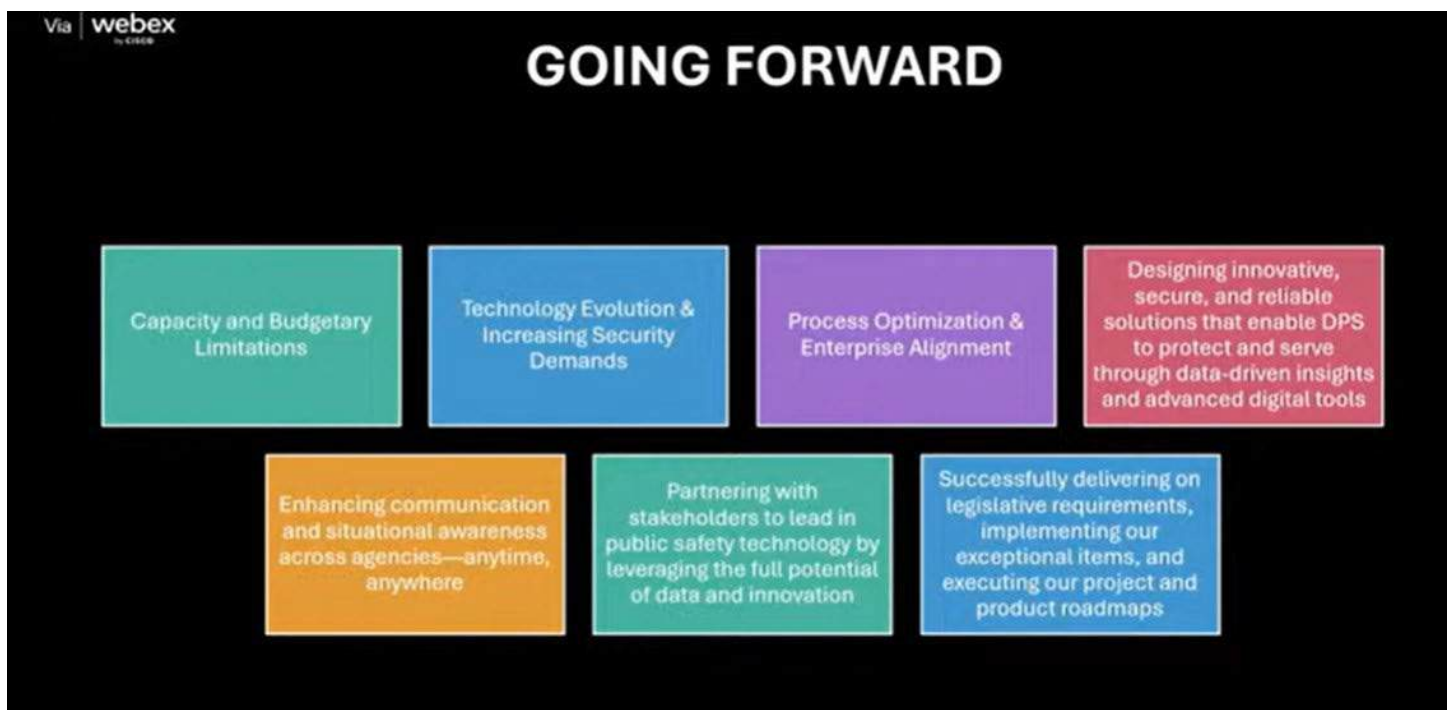 Via | webex
by CISCO
GOING FORWARD
Capacity and Budgetary
Limitations
Technology Evolution &
Increasing Security
Demands
Process Optimization &
Enterprise Alignment
Designing innovative,
secure, and reliable
solutions that enable DPS
to protect and serve
through data-driven insights
and advanced digital tools
Enhancing communication
and situational awareness
across agencies—anytime,
anywhere
Partnering with
stakeholders to lead in
public safety technology by
leveraging the full potential
of data and innovation
Successfully delivering on
legislative requirements,
implementing our
exceptional items, and
executing our project and
product roadmaps